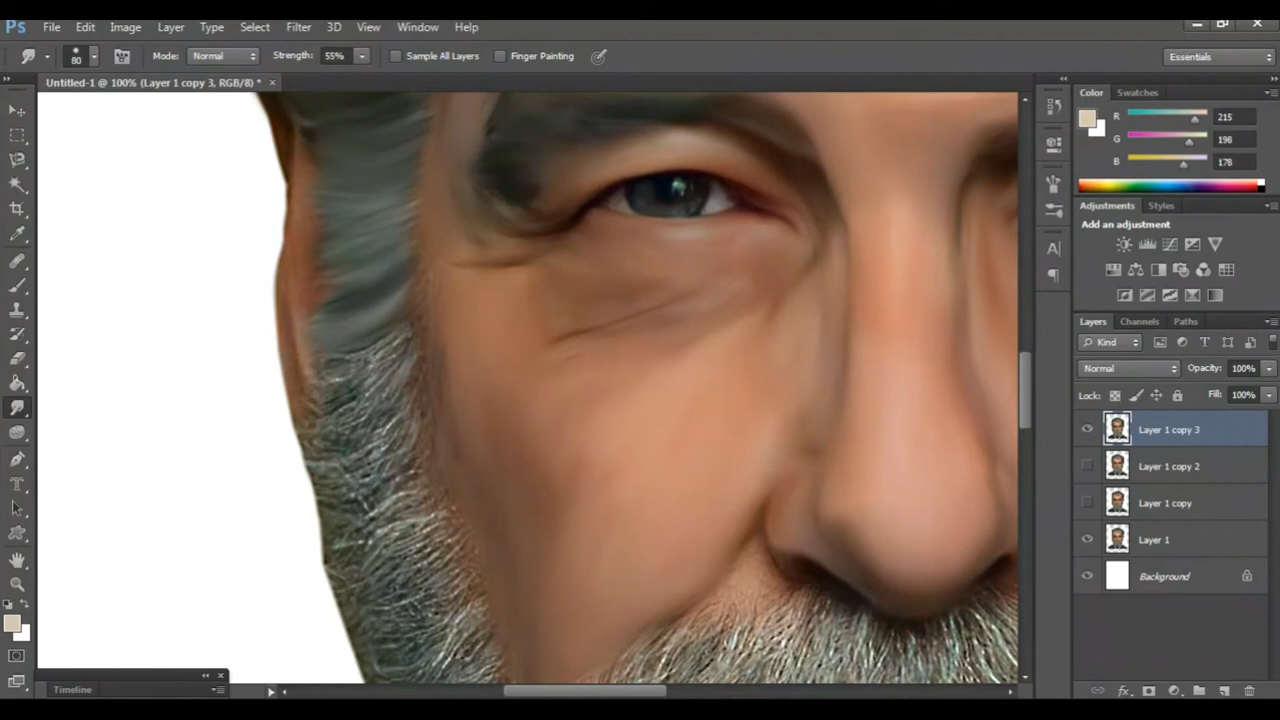 Ps File Edit Image Layer Type Select Filter 3D View Window Help
80 Mode: Normal Strength: 55% Sample All Layers Finger Painting Essentials
Untitled-1 @ 100% (Layer 1 copy 3, RGB/8) *
Color Swatches
R 215
G 198
B 178
Adjustments Styles
Add an adjustment
Layers Channels Paths
Kind
Normal Opacity: 100%
Lock: Fill: 100%
Layer 1 copy 3
Layer 1 copy 2
Layer 1 copy
Layer 1
Background
Timeline